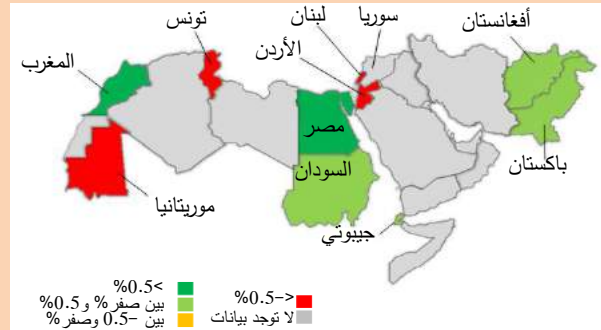 أفغانستان
سوريا
لبنان
تونس
الأردن
المغرب
مصر
باكستان
السودان
موريتانيا
جيبوتي
>0.5%
بين صفر% و0.5%
بين -0.5 وصفر%
<-0.5%
لا توجد بيانات